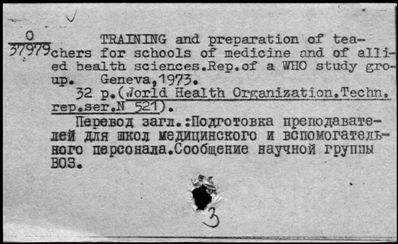 О
37979
TRAINING and preparation of tea-
chers for schools of medicine and of alli-
ed health sciences.Rep.of a WHO study gro-
up. Geneva,1973.
32 p.(World Health Organization.Techn.
rep.ser.N 521).
Перевод загл.:Подготовка преподавате-
лей для школ медицинского и вспомогатель-
ного персонала.Сообщение научной группы
ВОЗ.
3